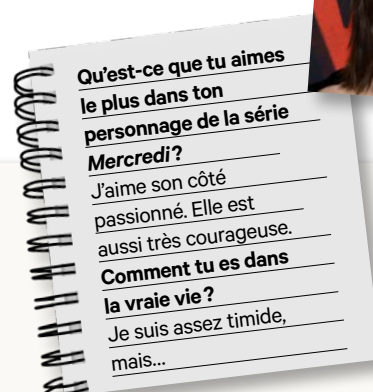 Qu'est-ce que tu aimes
le plus dans ton
personnage de la série
Mercredi ?
J'aime son côté
passionné. Elle est
aussi très courageuse.
Comment tu es dans
la vraie vie ?
Je suis assez timide,
mais...